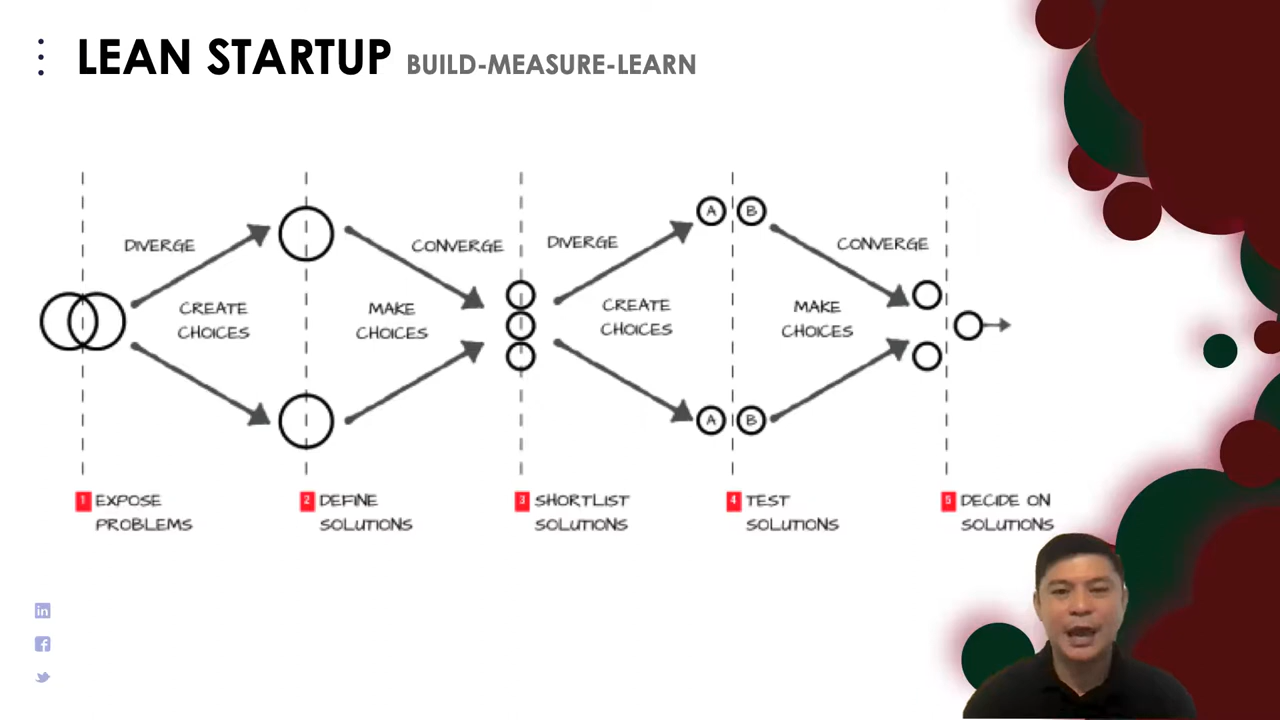 LEAN STARTUP BUILD-MEASURE-LEARN
DIVERGE
CONVERGE
DIVERGE
CONVERGE
A B
CREATE
CHOICES
MAKE
CHOICES
CREATE
CHOICES
MAKE
CHOICES
A B
1 EXPOSE
PROBLEMS
2 DEFINE
SOLUTIONS
3 SHORTLIST
SOLUTIONS
4 TEST
SOLUTIONS
5 DECIDE ON
SOLUTIONS
in
f